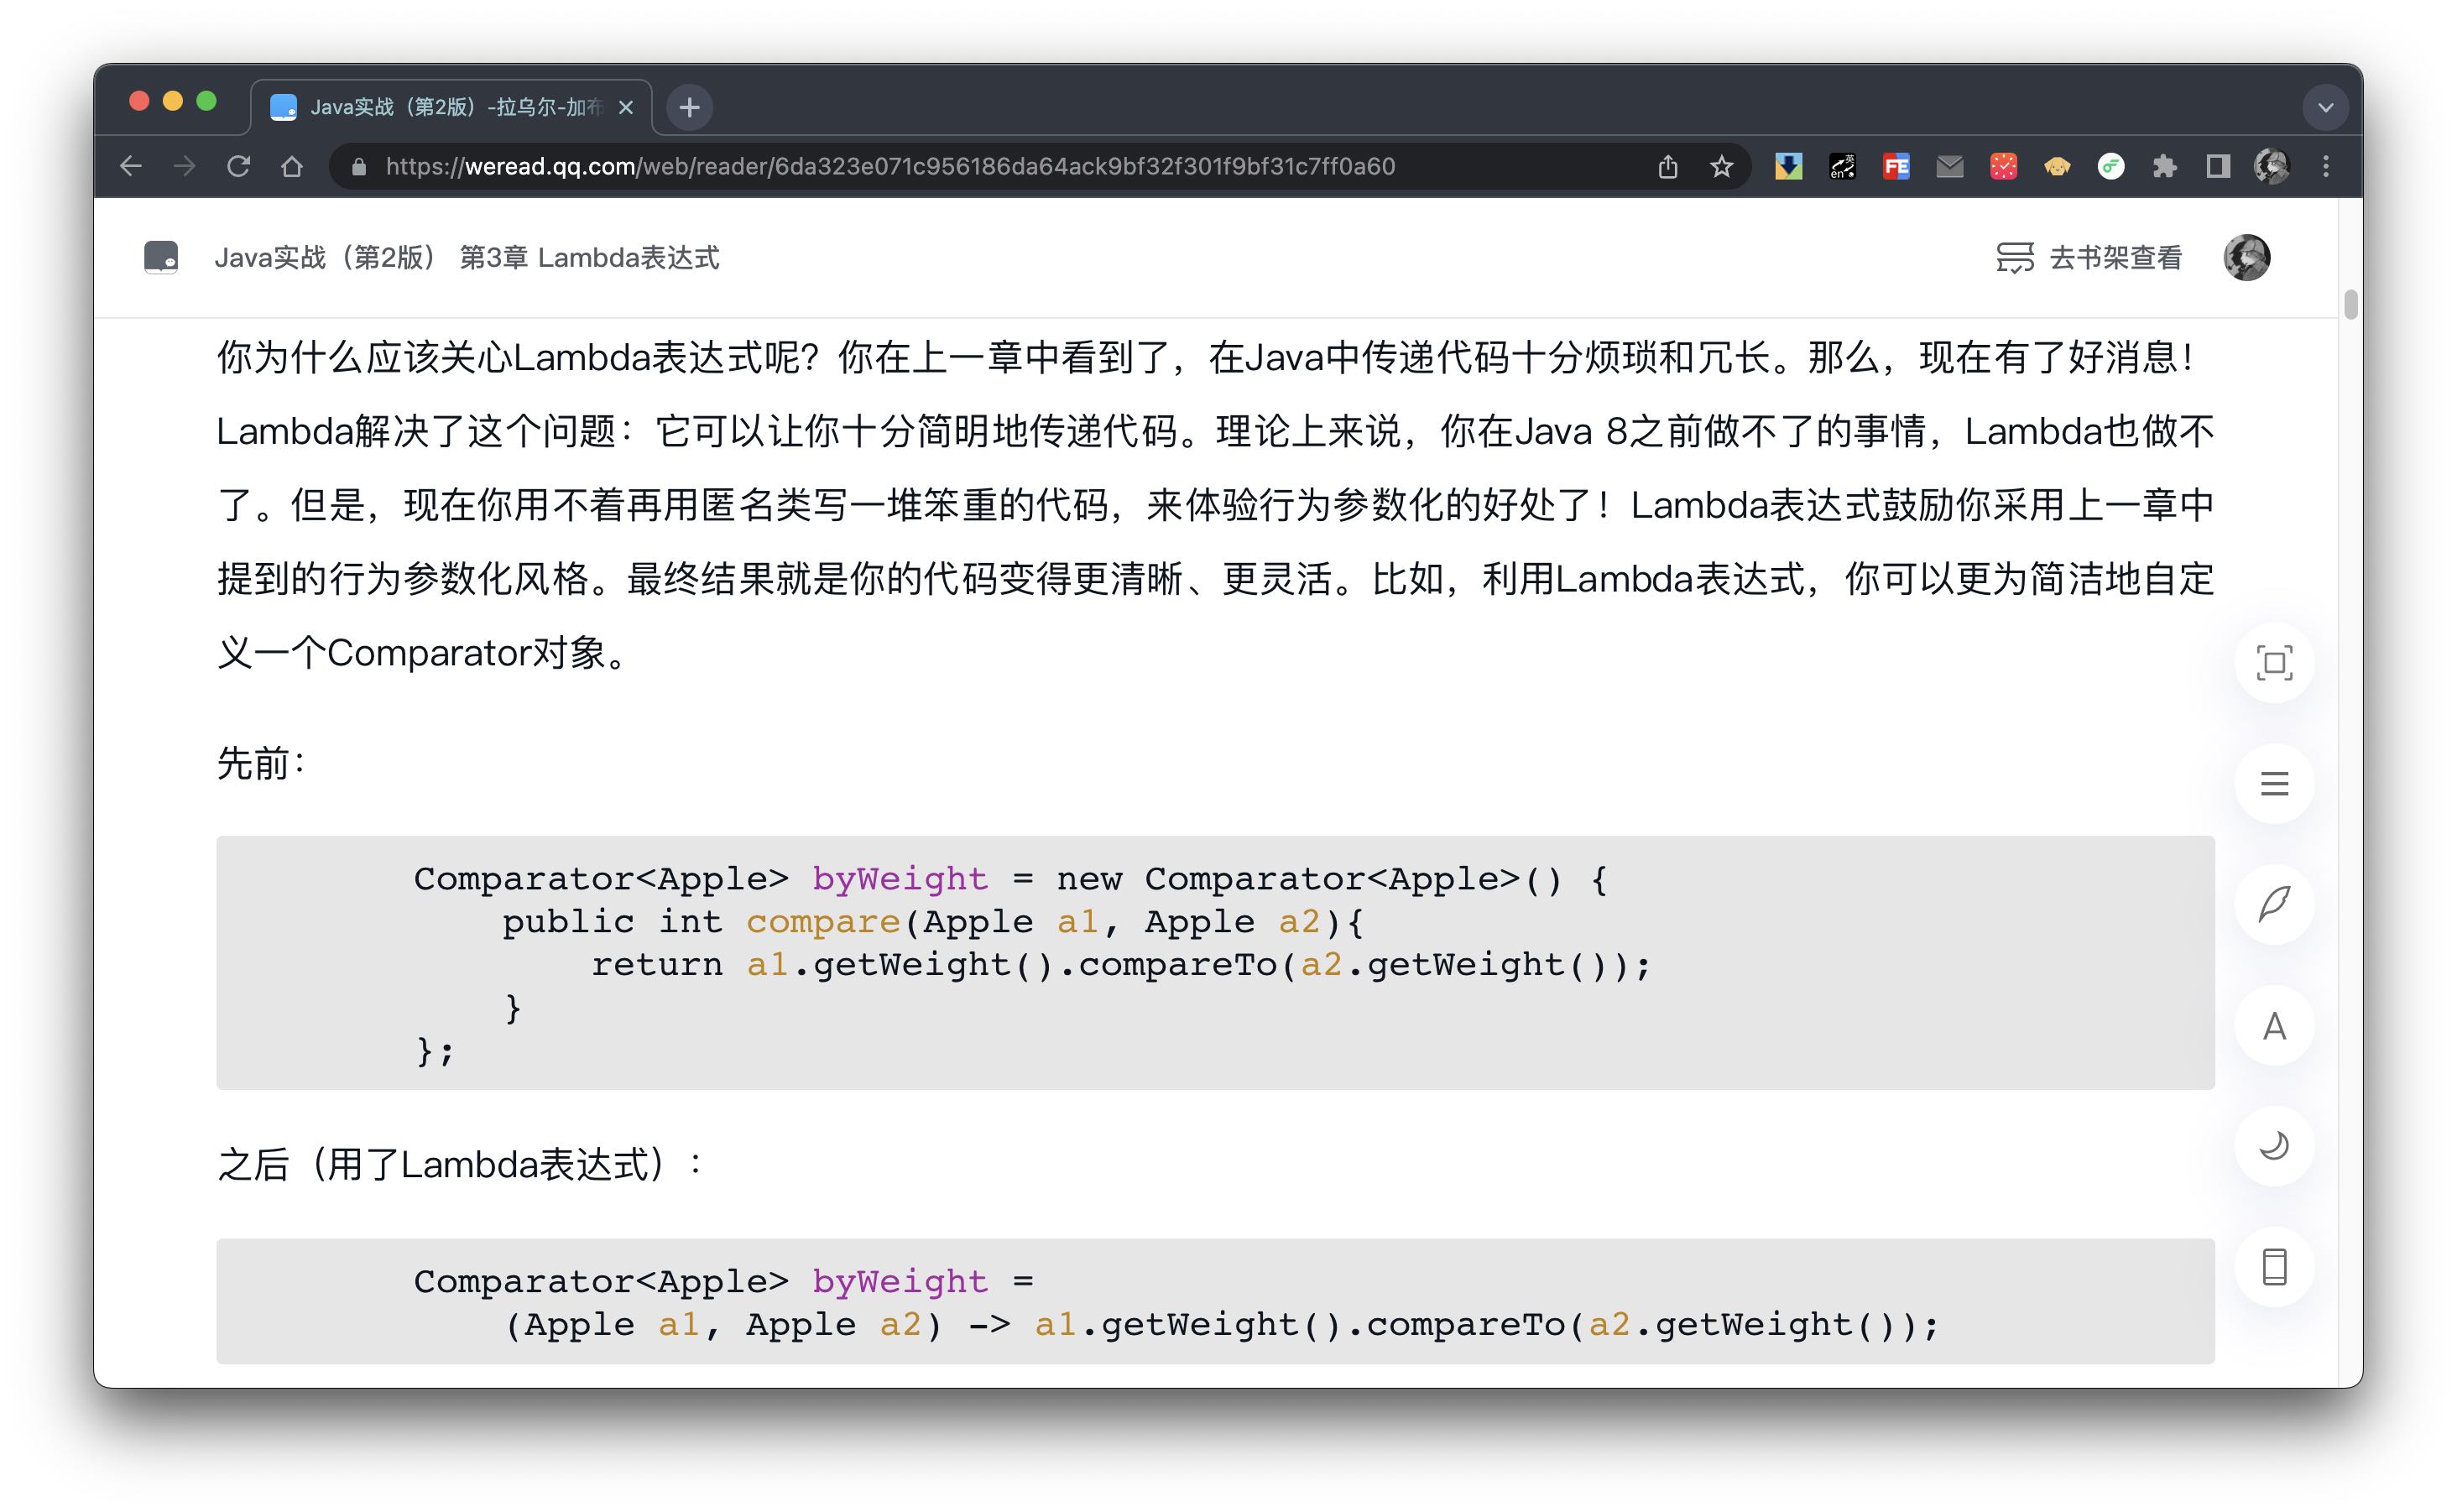 Java实战（第2版）-拉乌尔-加布
https://weread.qq.com/web/reader/6da323e071c956186da64ack9bf32f301f9bf31c7ff0a60
英
en
FE
Java实战（第2版） 第3章 Lambda表达式
去书架查看
你为什么应该关心Lambda表达式呢？你在上一章中看到了，在Java中传递代码十分烦琐和冗长。那么，现在有了好消息！
Lambda解决了这个问题：它可以让你十分简明地传递代码。理论上来说，你在Java 8之前做不了的事情，Lambda也做不
了。但是，现在你用不着再用匿名类写一堆笨重的代码，来体验行为参数化的好处了！Lambda表达式鼓励你采用上一章中
提到的行为参数化风格。最终结果就是你的代码变得更清晰、更灵活。比如，利用Lambda表达式，你可以更为简洁地自定
义一个Comparator对象。
先前：
Comparator<Apple> byWeight = new Comparator<Apple>() {
    public int compare(Apple a1, Apple a2){
        return a1.getWeight().compareTo(a2.getWeight());
    }
};
之后（用了Lambda表达式）：
Comparator<Apple> byWeight =
    (Apple a1, Apple a2) -> a1.getWeight().compareTo(a2.getWeight());
A